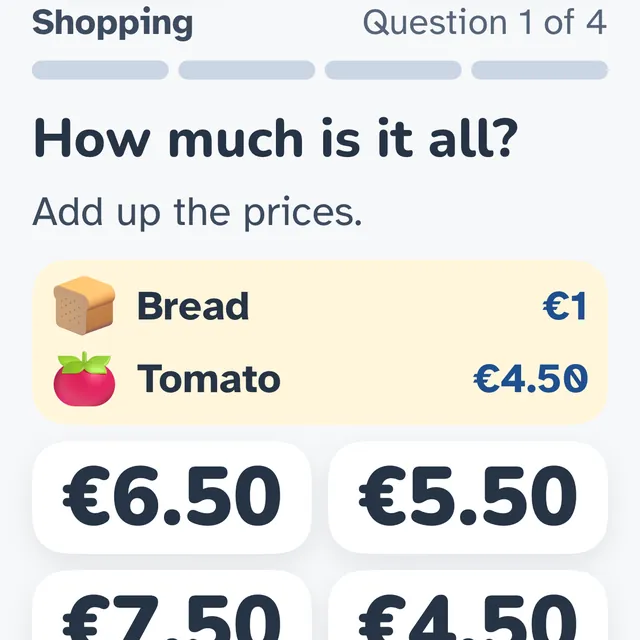 Shopping
Question 1 of 4
How much is it all?
Add up the prices.
Bread €1
Tomato €4.50
€6.50 €5.50
€7.50 €4.50